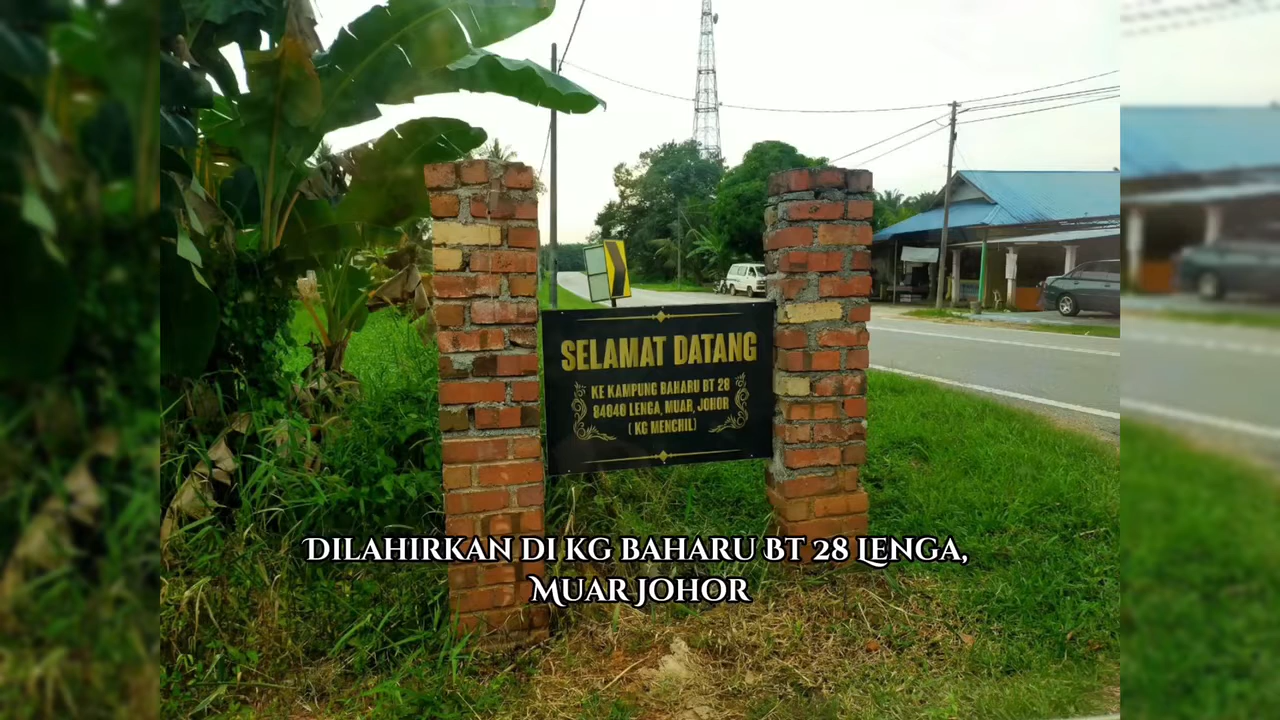 SELAMAT DATANG
KE KAMPUNG BAHARU BT 28
84040 LENGA, MUAR, JOHOR
( KG MENCHIL)
DILAHIRKAN DI KG BAHARU BT 28 LENGA,
MUAR JOHOR